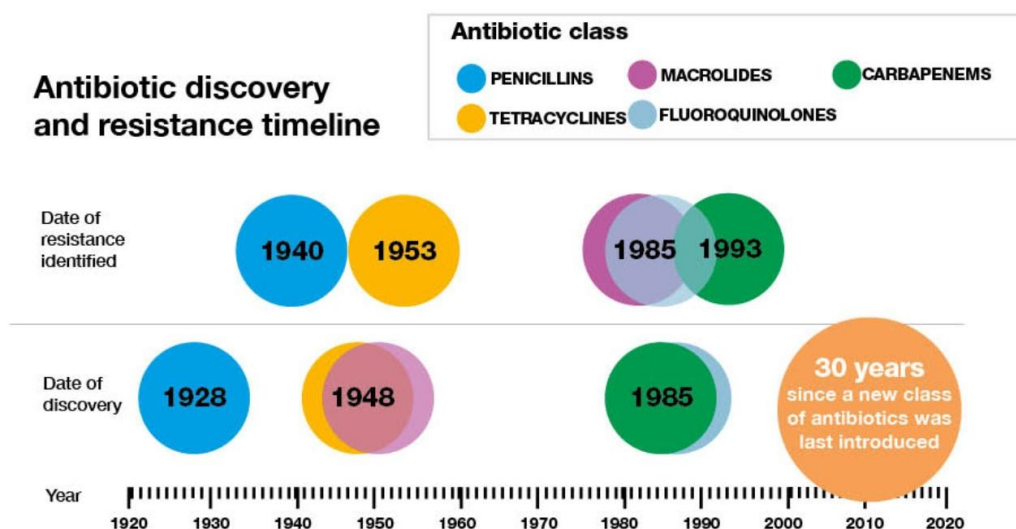 Antibiotic discovery
and resistance timeline
Antibiotic class
PENICILLINS
MACROLIDES
CARBAPENEMS
TETRACYCLINES
FLUOROQUINOLONES
Date of
resistance
identified
1940
1953
1985
1993
Date of
discovery
1928
1948
1985
30 years
since a new class
of antibiotics was
last introduced
Year
1920 1930 1940 1950 1960 1970 1980 1990 2000 2010 2020